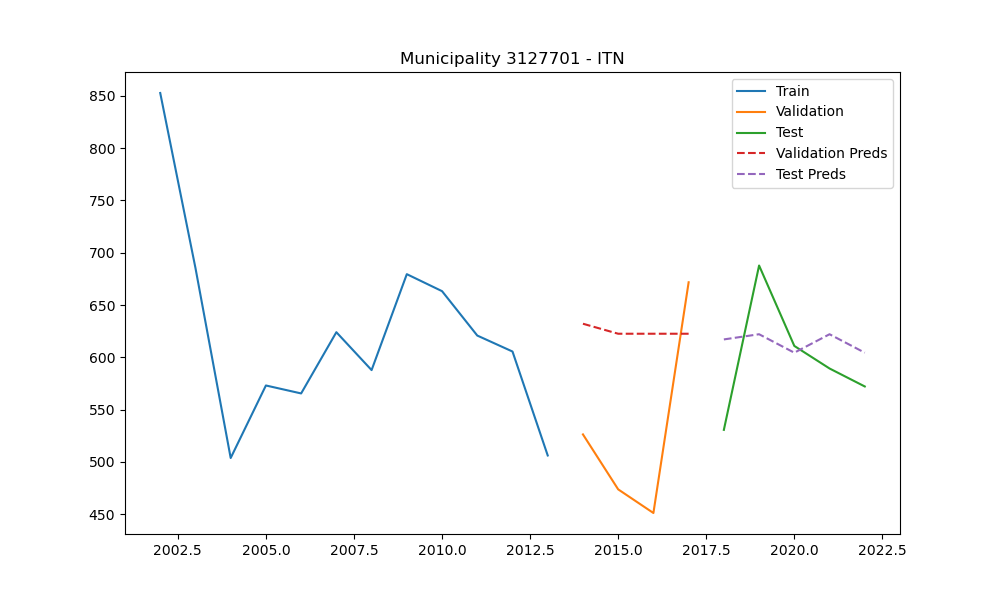 Municipality 3127701 - ITN
Train
Validation
Test
Validation Preds
Test Preds
850
800
750
700
650
600
550
500
450
2002.5 2005.0 2007.5 2010.0 2012.5 2015.0 2017.5 2020.0 2022.5